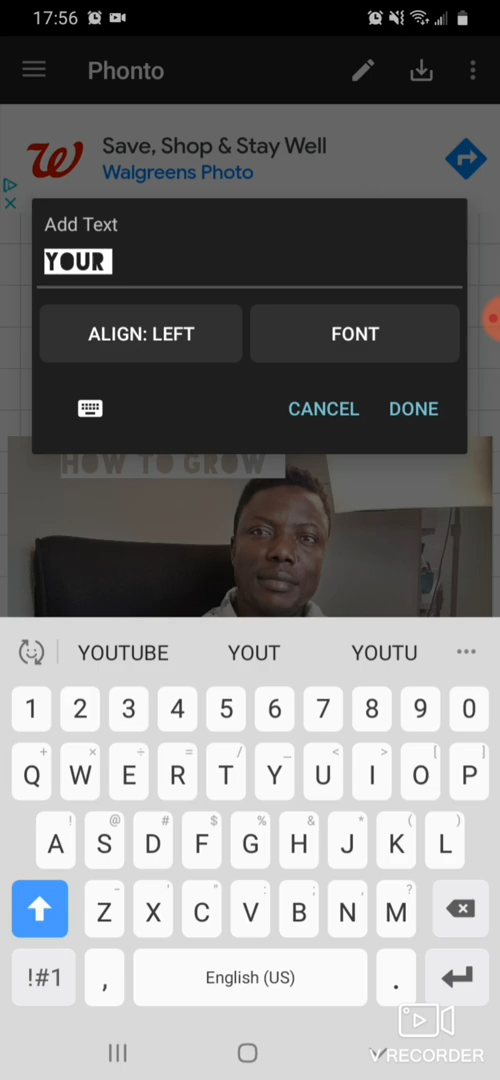 17:56
Phonto
Save, Shop & Stay Well
Walgreens Photo
Add Text
YOUR
ALIGN: LEFT FONT
CANCEL DONE
HOW TO GROW
YOUTUBE YOUT YOUTU ...
1 2 3 4 5 6 7 8 9 0
+ × ÷ = / _ < > [ ]
Q W E R T Y U I O P
! @ # $ % & * ( )
A S D F G H J K L
- ' " : ; , ?
Z X C V B N M
!#1 , English (US) .
VRECORDER